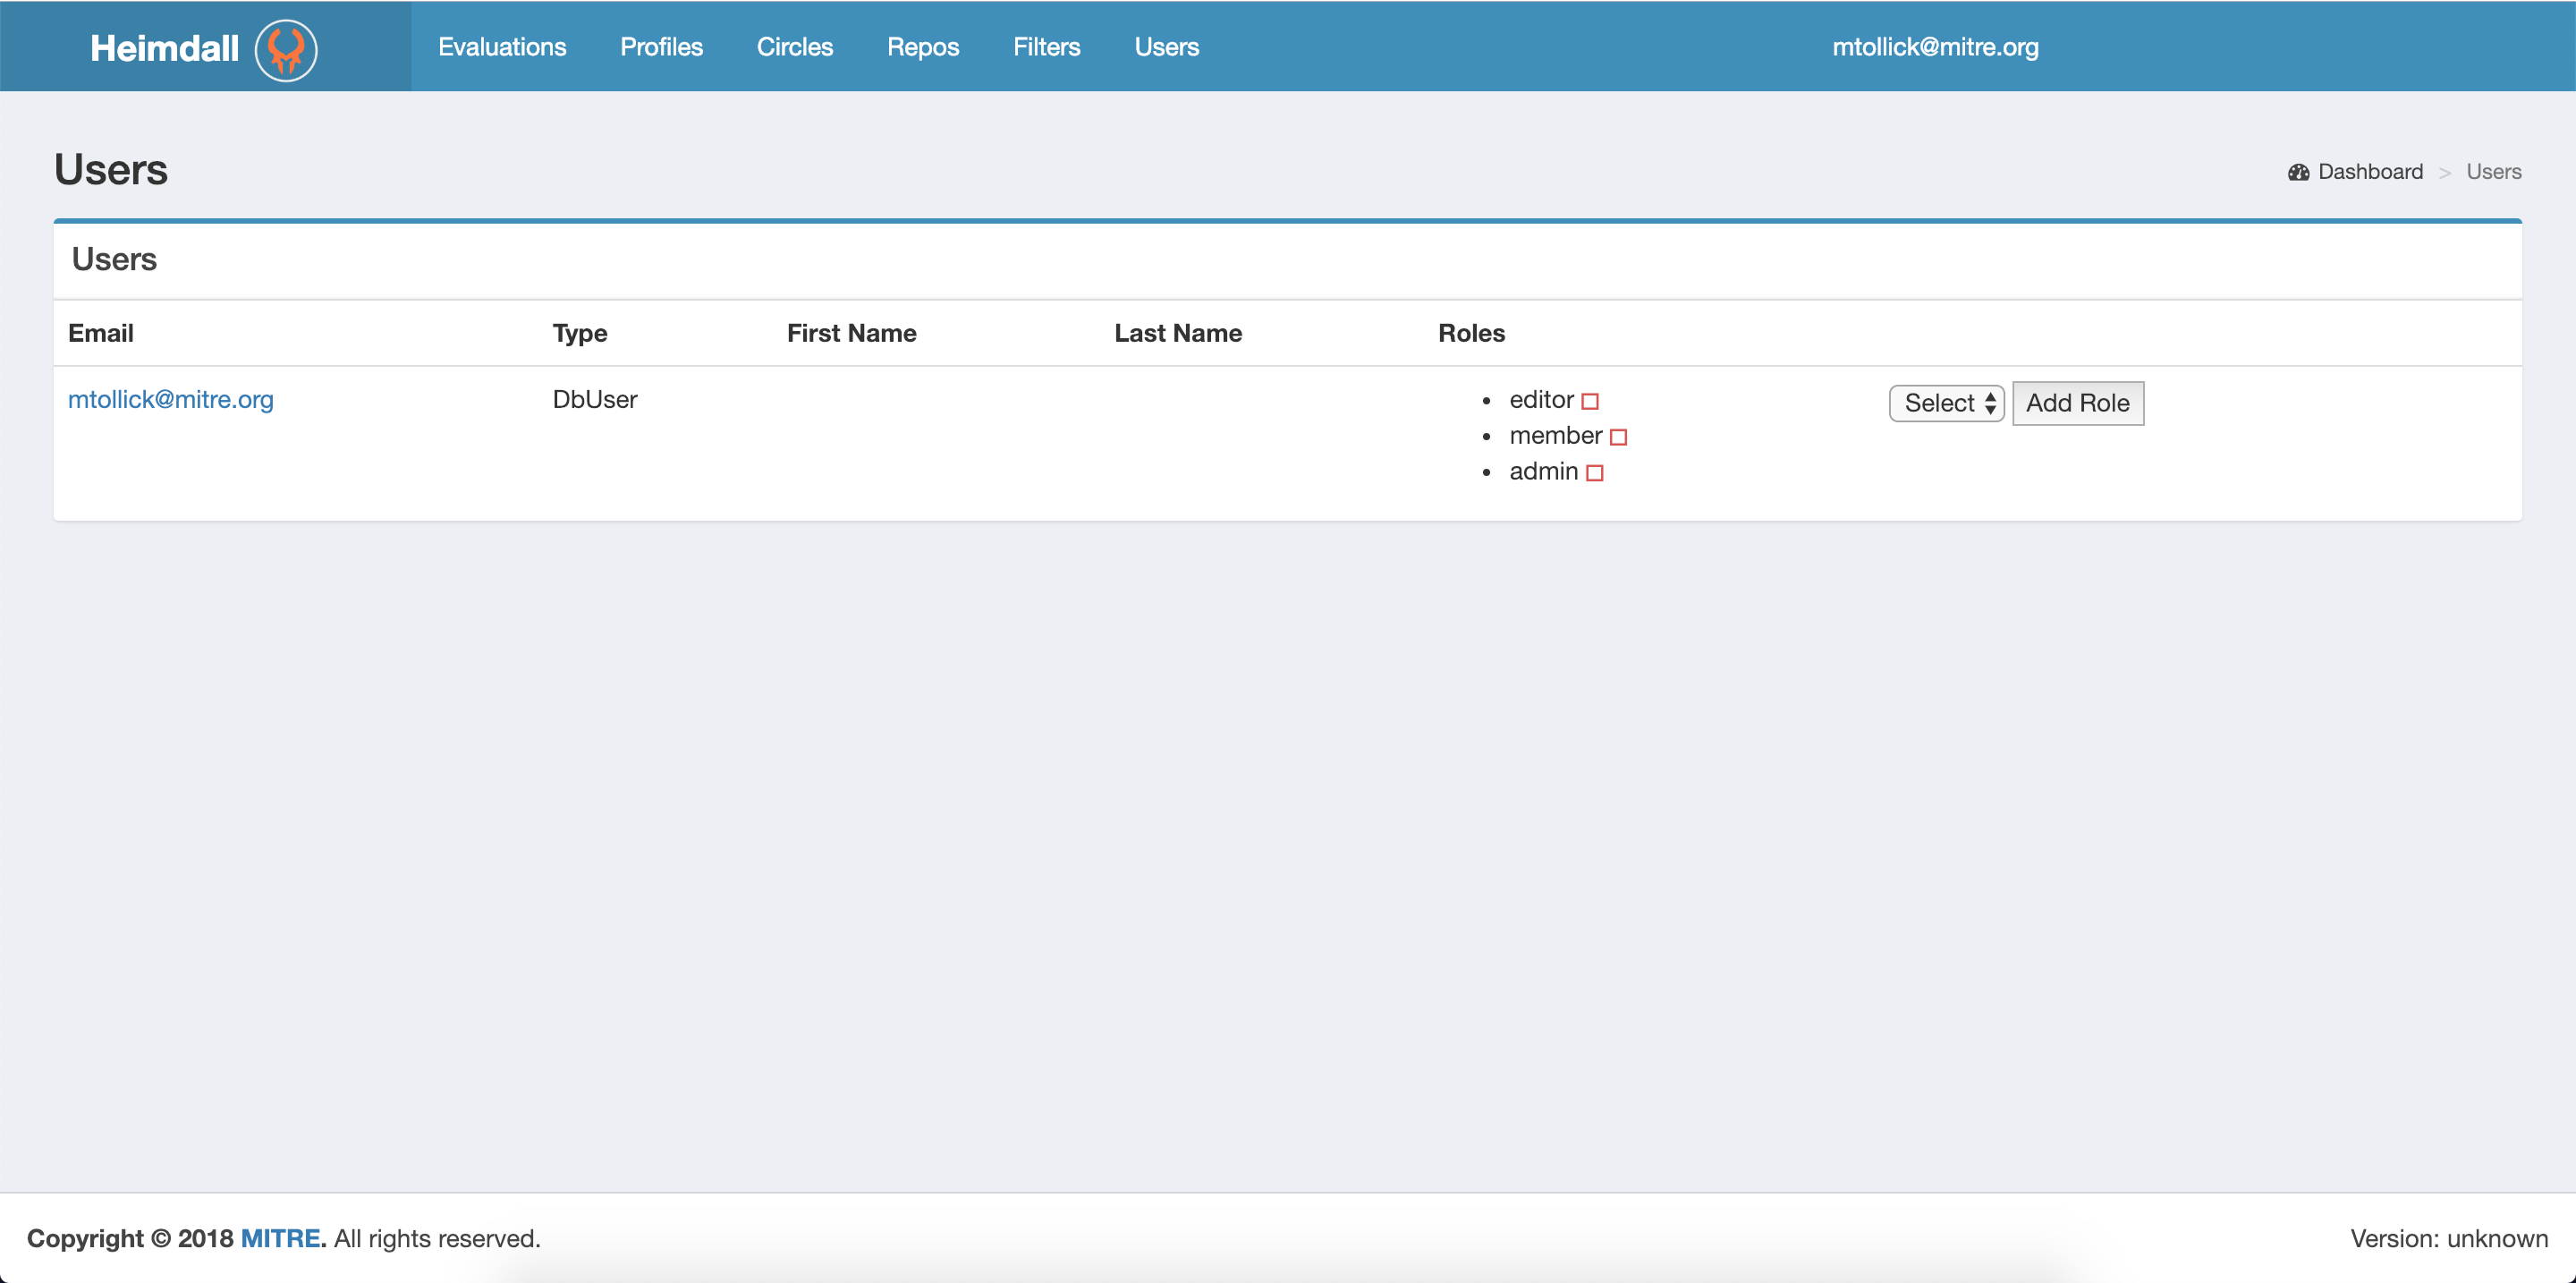 Heimdall Evaluations Profiles Circles Repos Filters Users mtollick@mitre.org
Users
Dashboard > Users
Users
Email Type First Name Last Name Roles
mtollick@mitre.org DbUser • editor Select Add Role
• member
• admin
Copyright © 2018 MITRE. All rights reserved. Version: unknown